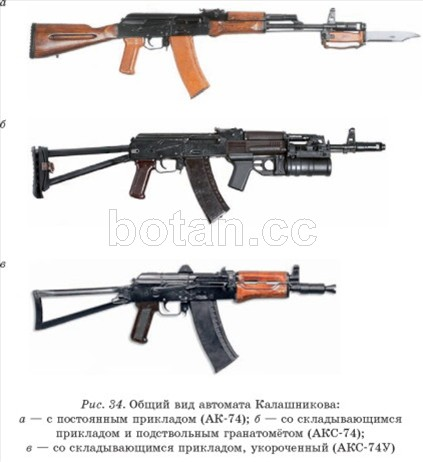 а
б
botan.cc
в
Рис. 34. Общий вид автомата Калашникова:
а — с постоянным прикладом (АК-74); б — со складывающимся
прикладом и подствольным гранатомётом (АКС-74);
в — со складывающимся прикладом, укороченный (АКС-74У)